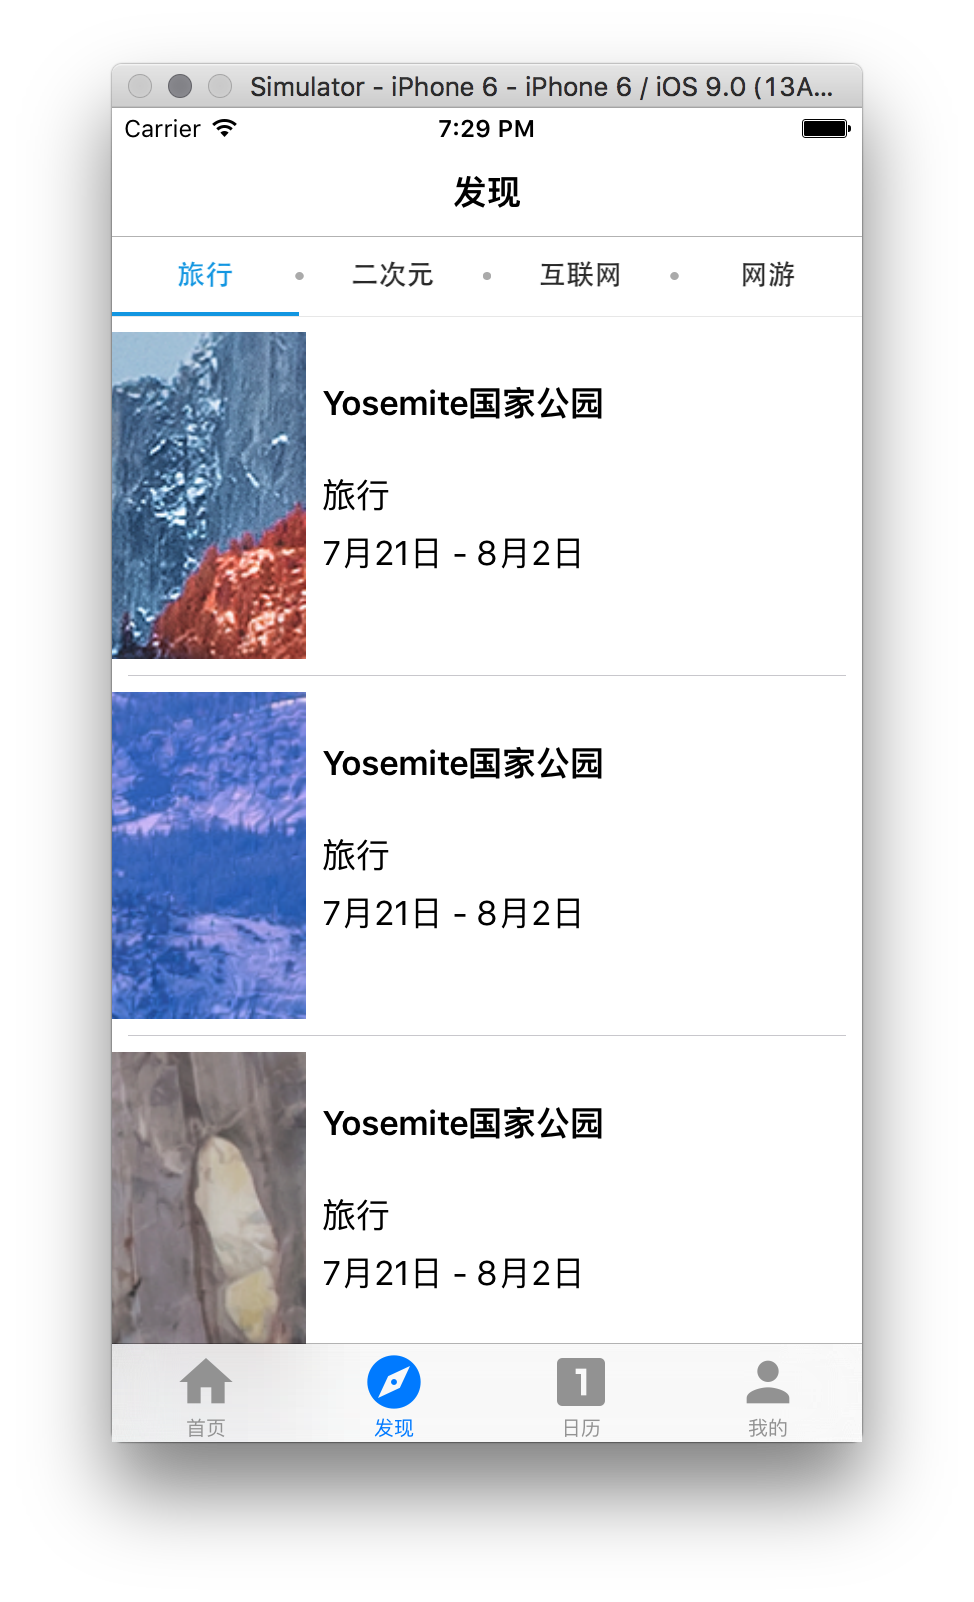 Simulator - iPhone 6 - iPhone 6 / iOS 9.0 (13A...
Carrier 7:29 PM
发现
旅行 • 二次元 • 互联网 • 网游
Yosemite国家公园
旅行
7月21日 - 8月2日
Yosemite国家公园
旅行
7月21日 - 8月2日
Yosemite国家公园
旅行
7月21日 - 8月2日
1
首页 发现 日历 我的